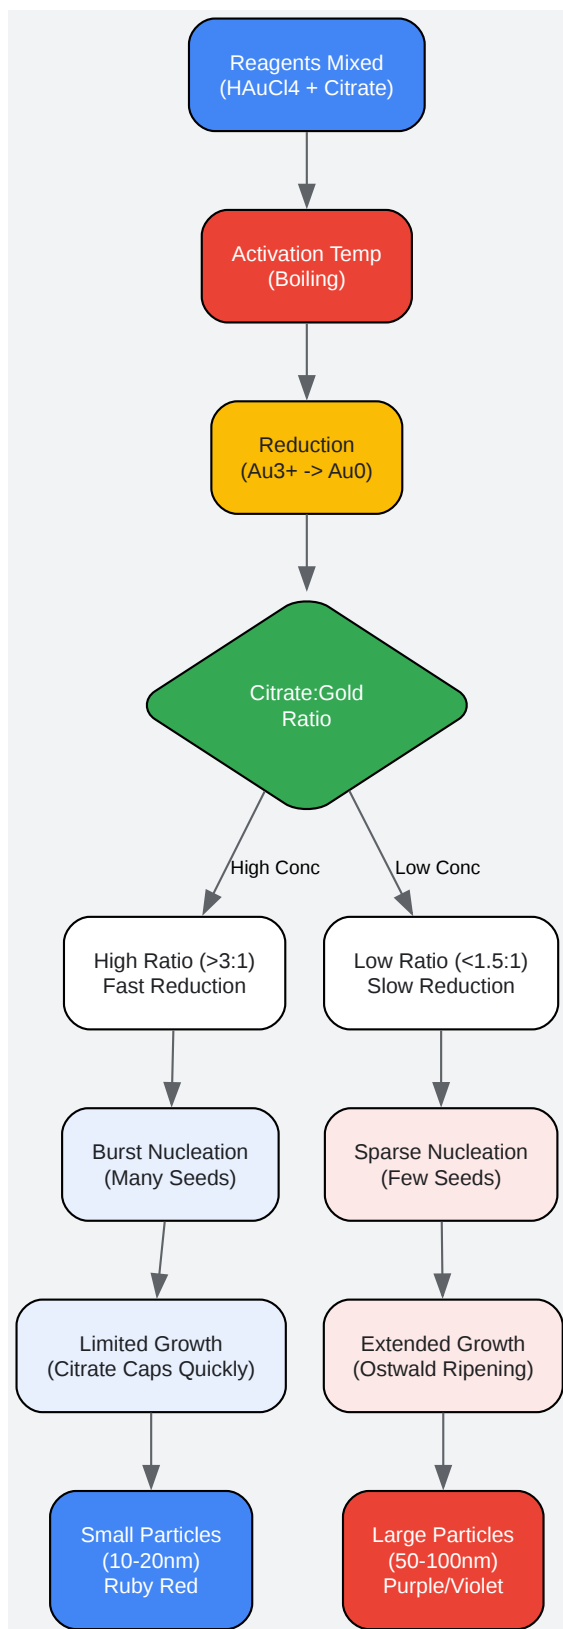 Reagents Mixed
(HAuCl4 + Citrate)
Activation Temp
(Boiling)
Reduction
(Au3+ -> Au0)
Citrate:Gold
Ratio
High Conc
Low Conc
High Ratio (>3:1)
Fast Reduction
Low Ratio (<1.5:1)
Slow Reduction
Burst Nucleation
(Many Seeds)
Sparse Nucleation
(Few Seeds)
Limited Growth
(Citrate Caps Quickly)
Extended Growth
(Ostwald Ripening)
Small Particles
(10-20nm)
Ruby Red
Large Particles
(50-100nm)
Purple/Violet